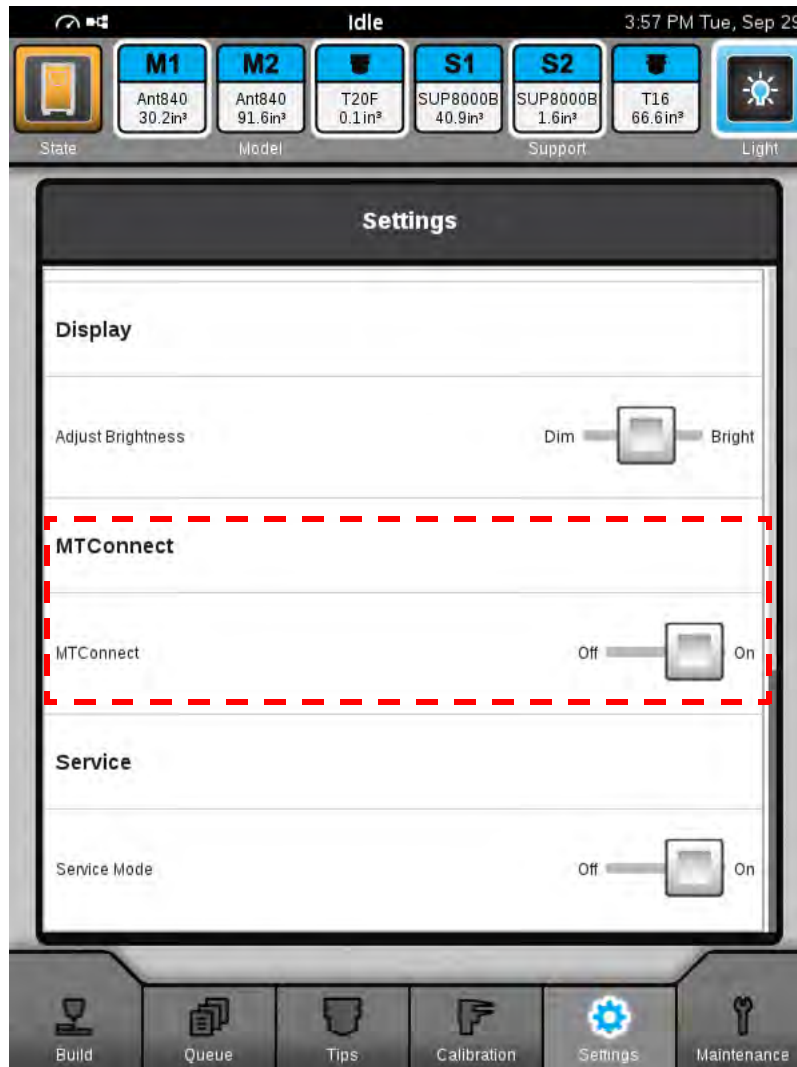 Idle
3:57 PM Tue, Sep 29
M1
Ant840
30.2in³
M2
Ant840
91.6in³
T20F
0.1in³
S1
SUP8000B
40.9in³
S2
SUP8000B
1.6in³
T16
66.6in³
State
Model
Support
Light
Settings
Display
Adjust Brightness
Dim
Bright
MTConnect
MTConnect
Off
On
Service
Service Mode
Off
On
Build
Queue
Tips
Calibration
Settings
Maintenance